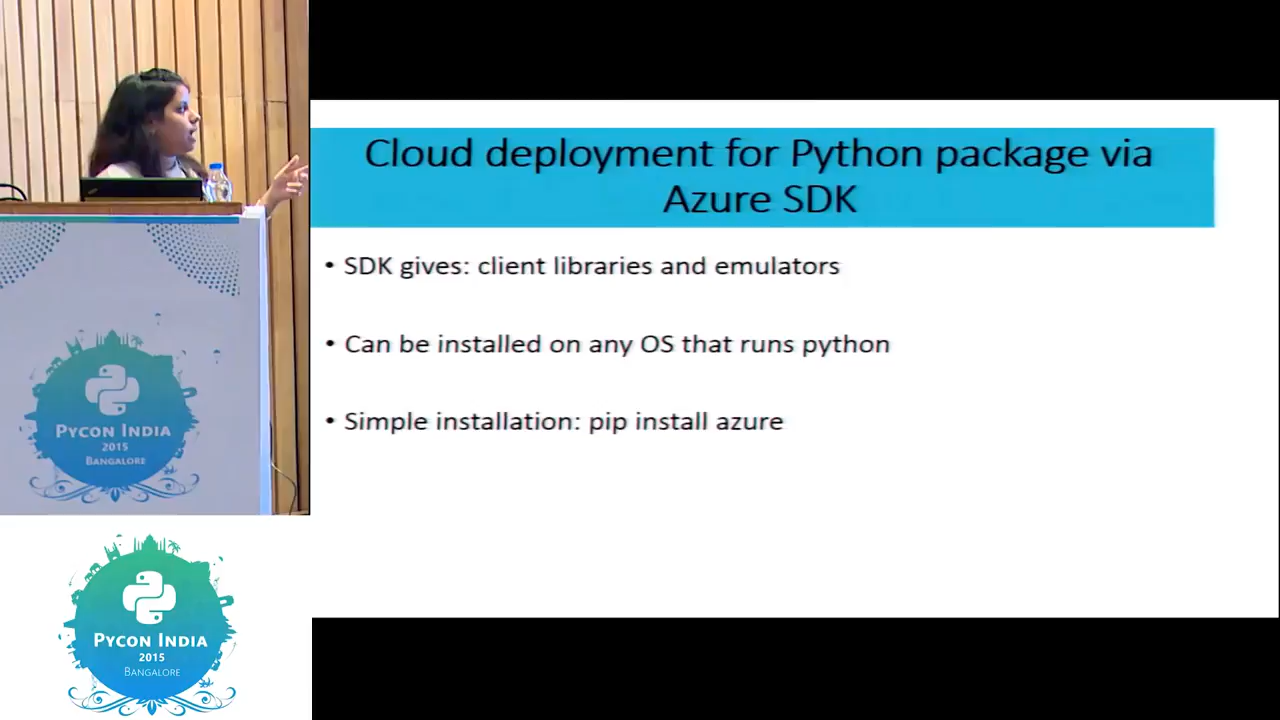 Cloud deployment for Python package via
Azure SDK
• SDK gives: client libraries and emulators
• Can be installed on any OS that runs python
• Simple installation: pip install azure
PYCON INDIA
2015
BANGALORE
PYCON INDIA
2015
BANGALORE